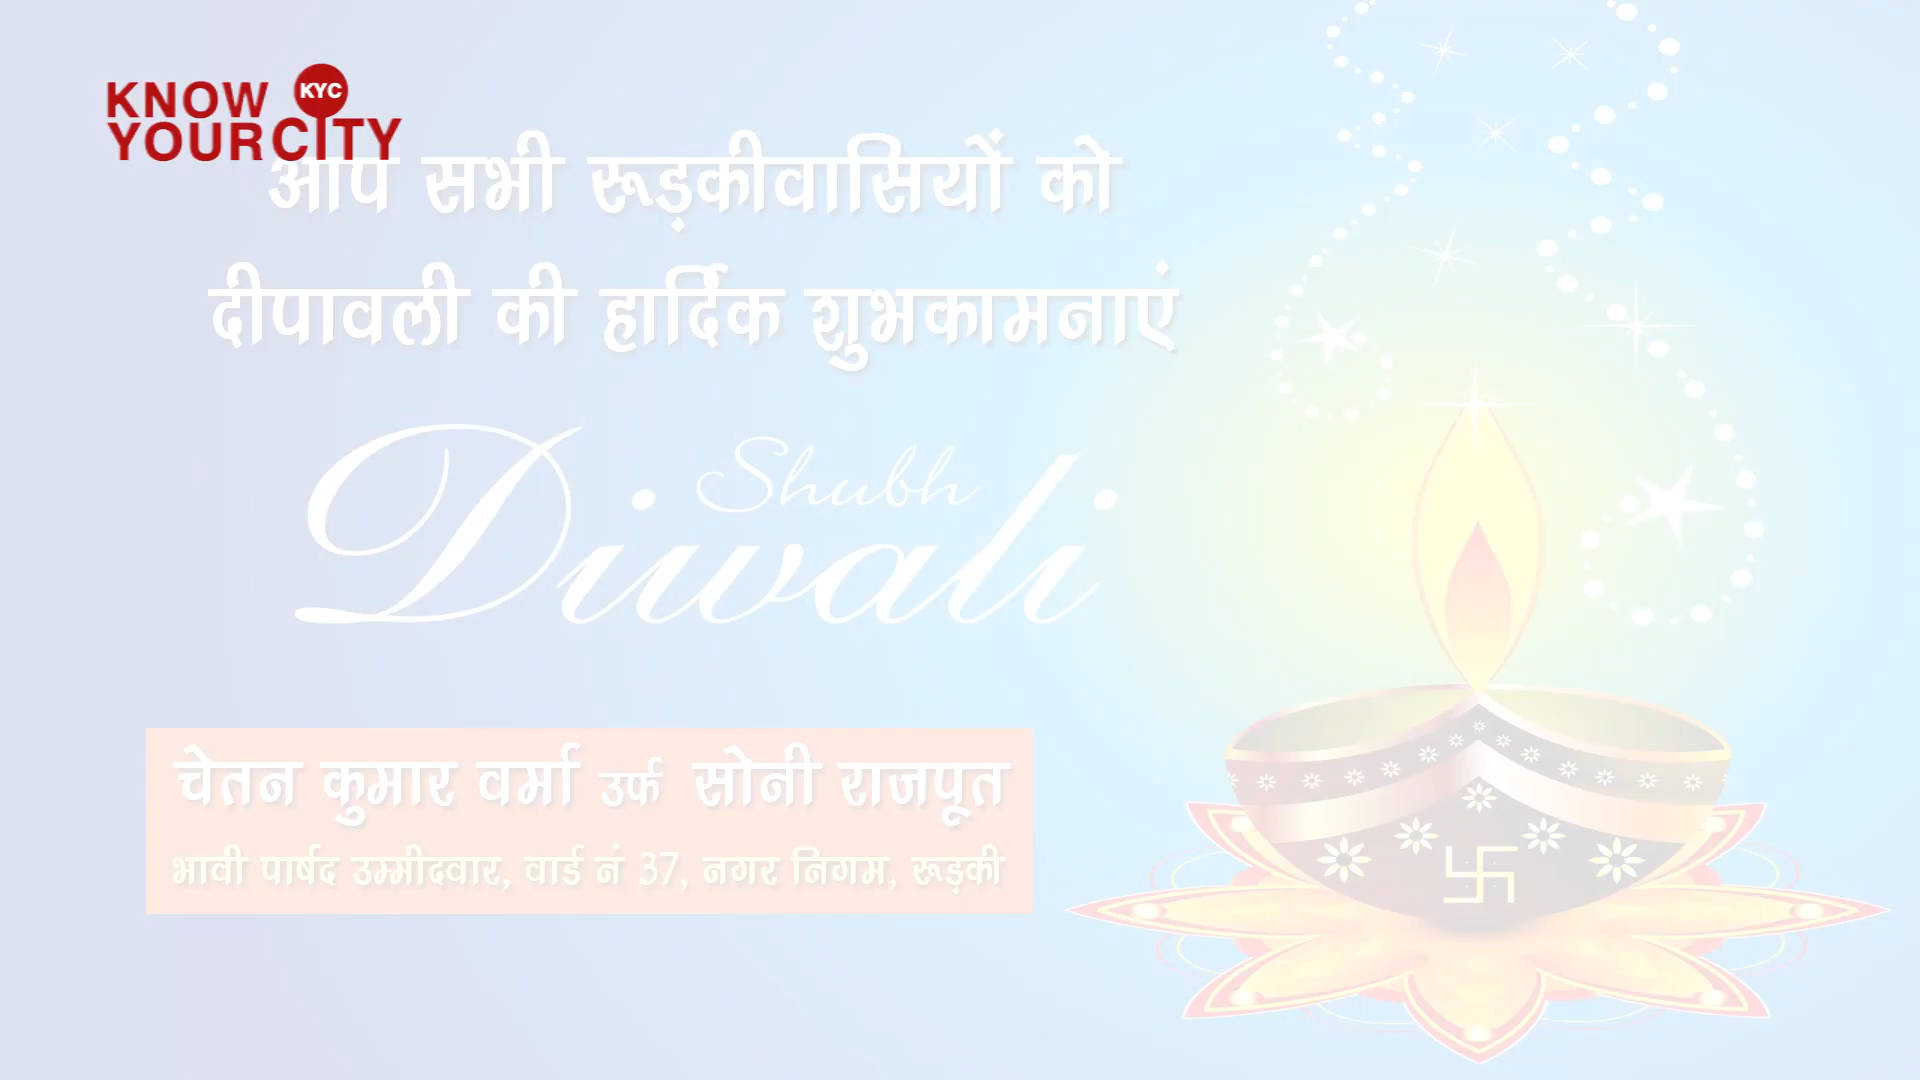 KNOW KYC
YOUR CITY
आप सभी रूड़कीवासियों को
दीपावली की हार्दिक शुभकामनाएं
Shubh
Diwali
चेतन कुमार वर्मा उर्फ सोनी राजपूत
भावी पार्षद उम्मीदवार, वार्ड नं 37, नगर निगम, रूड़की